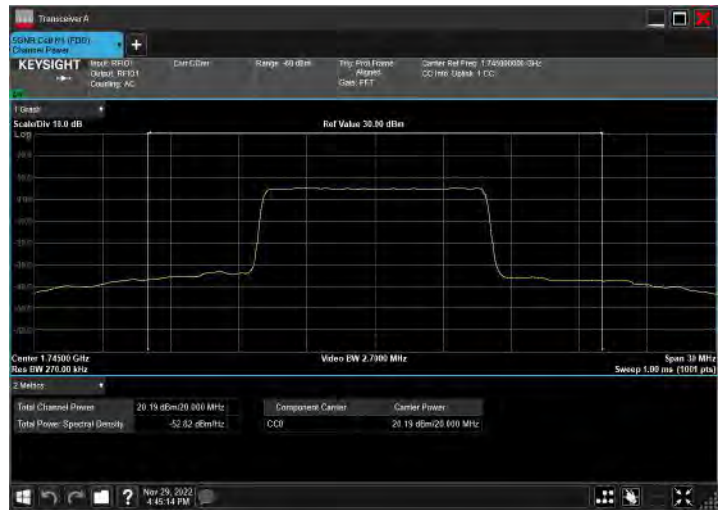 Transceiver A
5GNR Cell #1 (FDD)
Channel Power
KEYSIGHT
Input: RFIO1
Output: RFIO1
Coupling: AC
Corr CCorr
Range: -60 dBm
Trig: Prot.Frame
Aligned
Gate: FFT
Carrier Ref Freq: 1.745000000 GHz
CC Info: Uplink, 1 CC
1 Graph
Scale/Div 10.0 dB
Ref Value 30.00 dBm
Log
Center 1.74500 GHz
Video BW 2.7000 MHz
Span 30 MHz
Res BW 270.00 kHz
Sweep 1.00 ms (1001 pts)
2 Metrics
Total Channel Power
20.19 dBm/20.000 MHz
Total Power Spectral Density
-52.82 dBm/Hz
Component Carrier
Carrier Power
CC0
20.19 dBm/20.000 MHz
?
Nov 29, 2022
4:45:14 PM